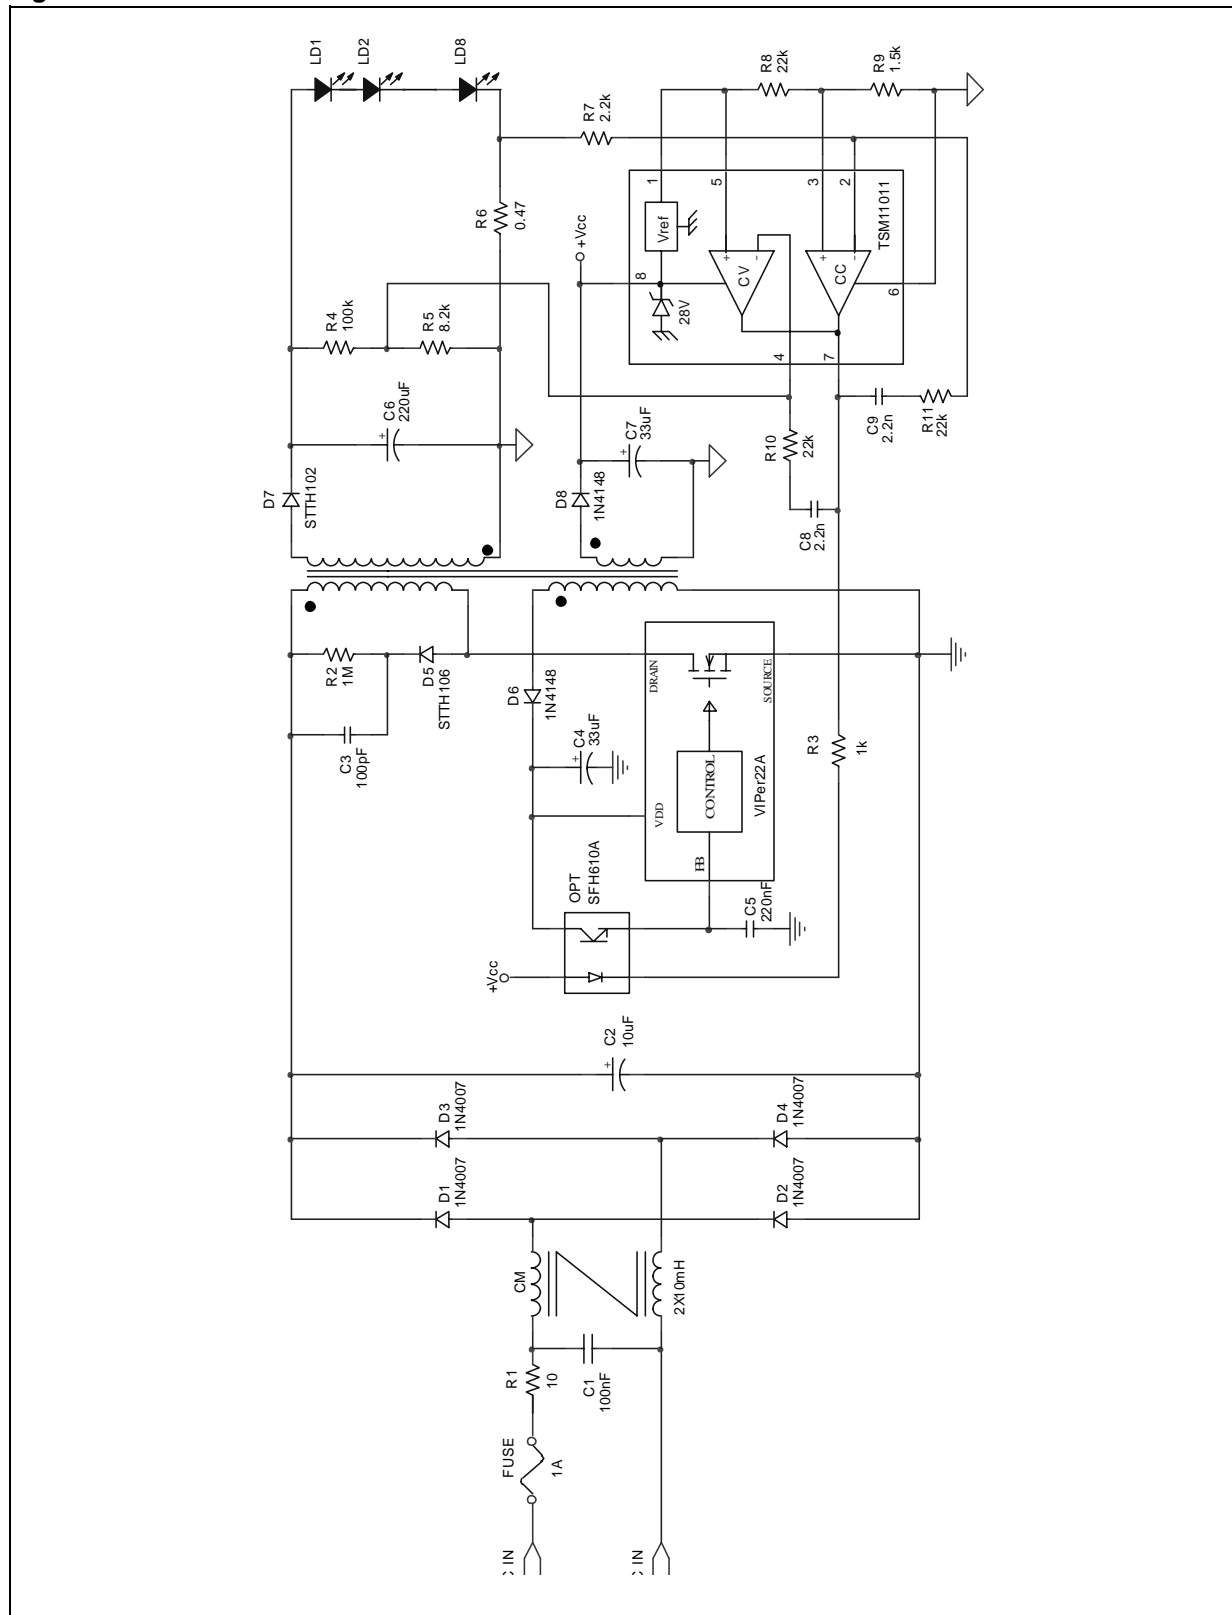 LD1
LD2
LD8
R8
22k
R9
1.5k
R7
2.2k
R6
0.47
+Vcc
1
5
3
2
Vref
8
28V
+
-
CV
+
-
CC
6
4
7
TSM11011
R4
100k
R5
8.2k
+
C6
220uF
+
C7
33uF
R10
22k
C9
2.2n
R11
22k
D7
STTH102
D8
1N4148
C8
2.2n
R2
1M
D5
STTH106
C3
100pF
D6
1N4148
+
C4
33uF
DRAIN
SOURCE
VDD
CONTROL
FB
VIPer22A
R3
1k
OPT
SFH610A
C5
220nF
+Vcc
+
C2
10uF
D3
1N4007
D4
1N4007
D1
1N4007
D2
1N4007
CM
2X10mH
R1
10
C1
100nF
FUSE
1A
C IN
C IN